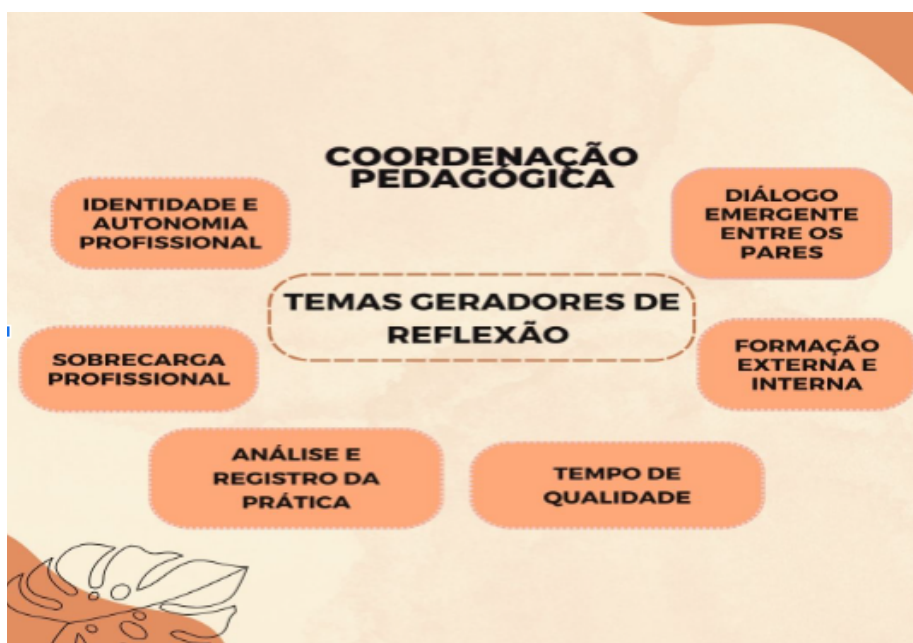 COORDENAÇÃO
PEDAGÓGICA
IDENTIDADE E
AUTONOMIA
PROFISSIONAL
DIÁLOGO
EMERGENTE
ENTRE OS
PARES
TEMAS GERADORES DE
REFLEXÃO
SOBRECARGA
PROFISSIONAL
FORMAÇÃO
EXTERNA E
INTERNA
ANÁLISE E
REGISTRO DA
PRÁTICA
TEMPO DE
QUALIDADE